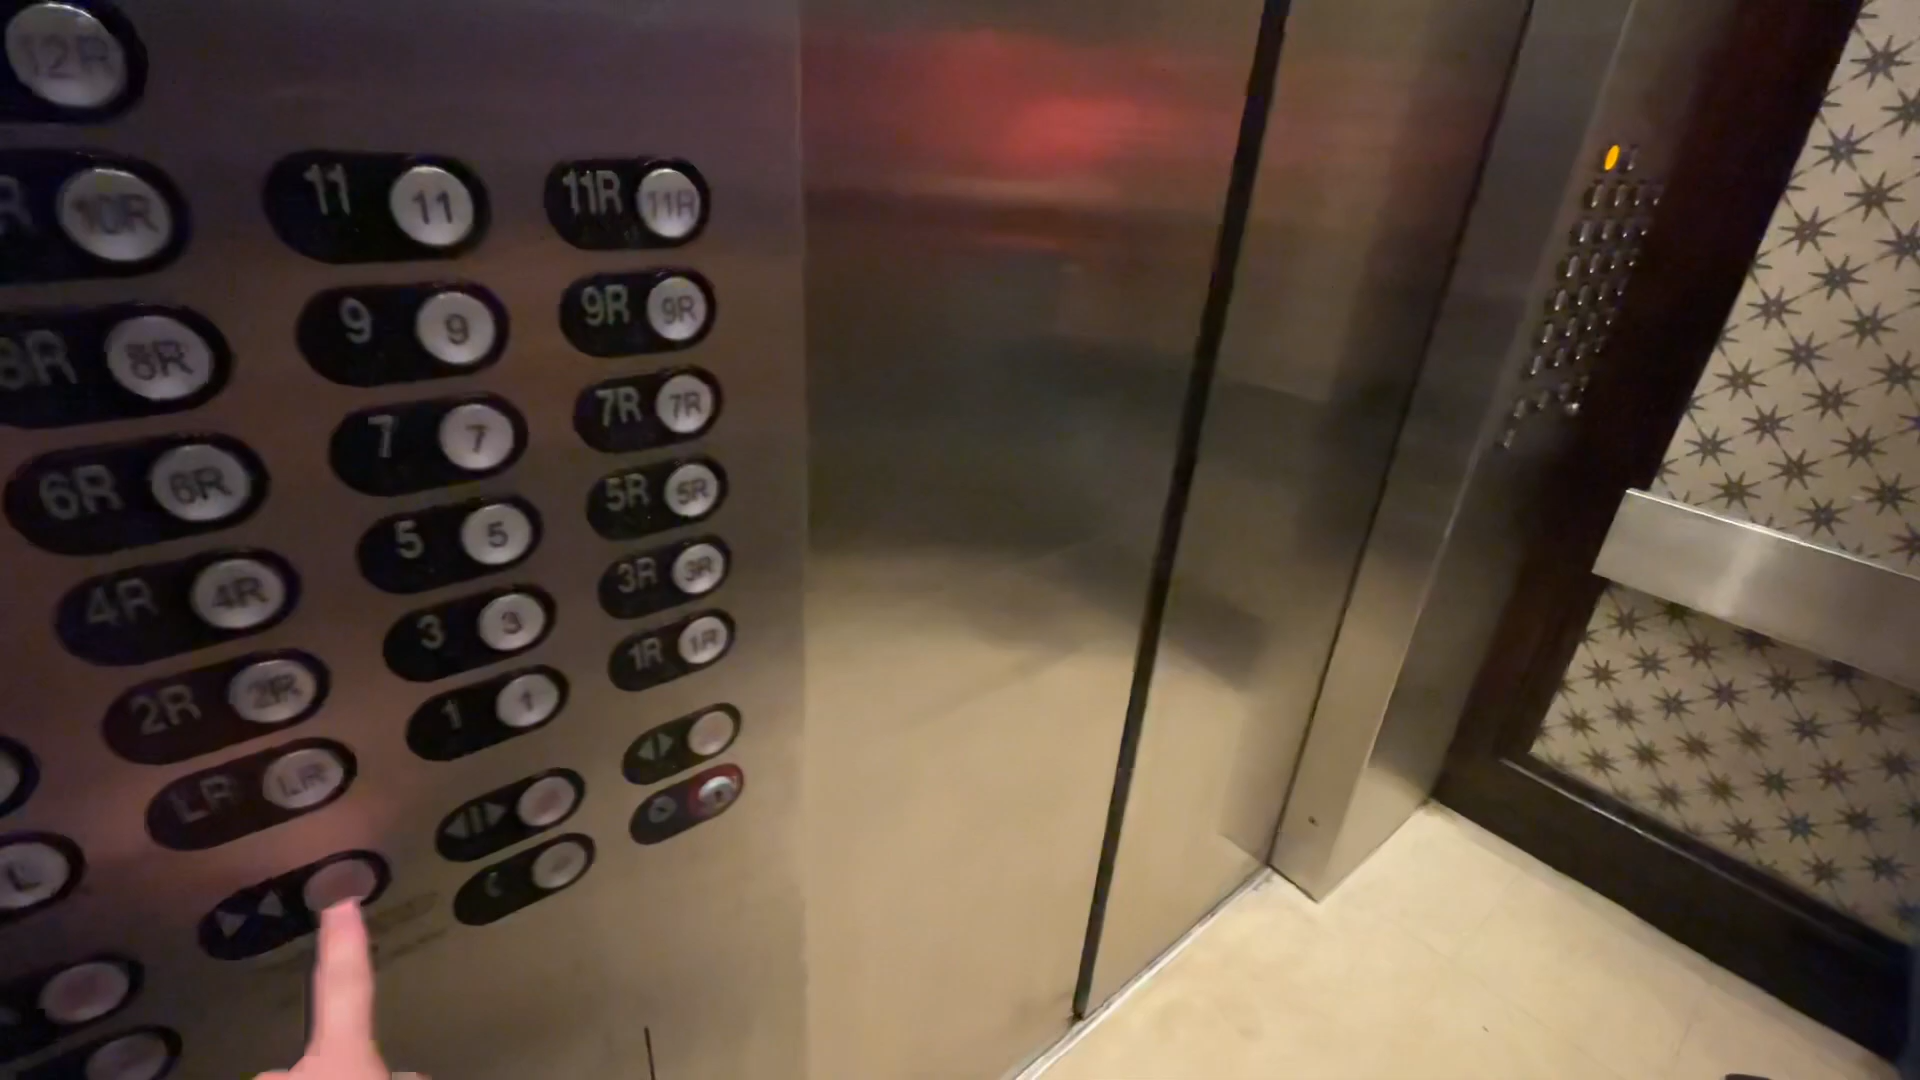 12R
10R
11 11
11R 11R
8R 8R
9 9
9R 9R
7 7
7R 7R
6R 6R
5 5
5R 5R
4R 4R
3 3
3R 3R
2R 2R
1 1
1R 1R
LR LR
L